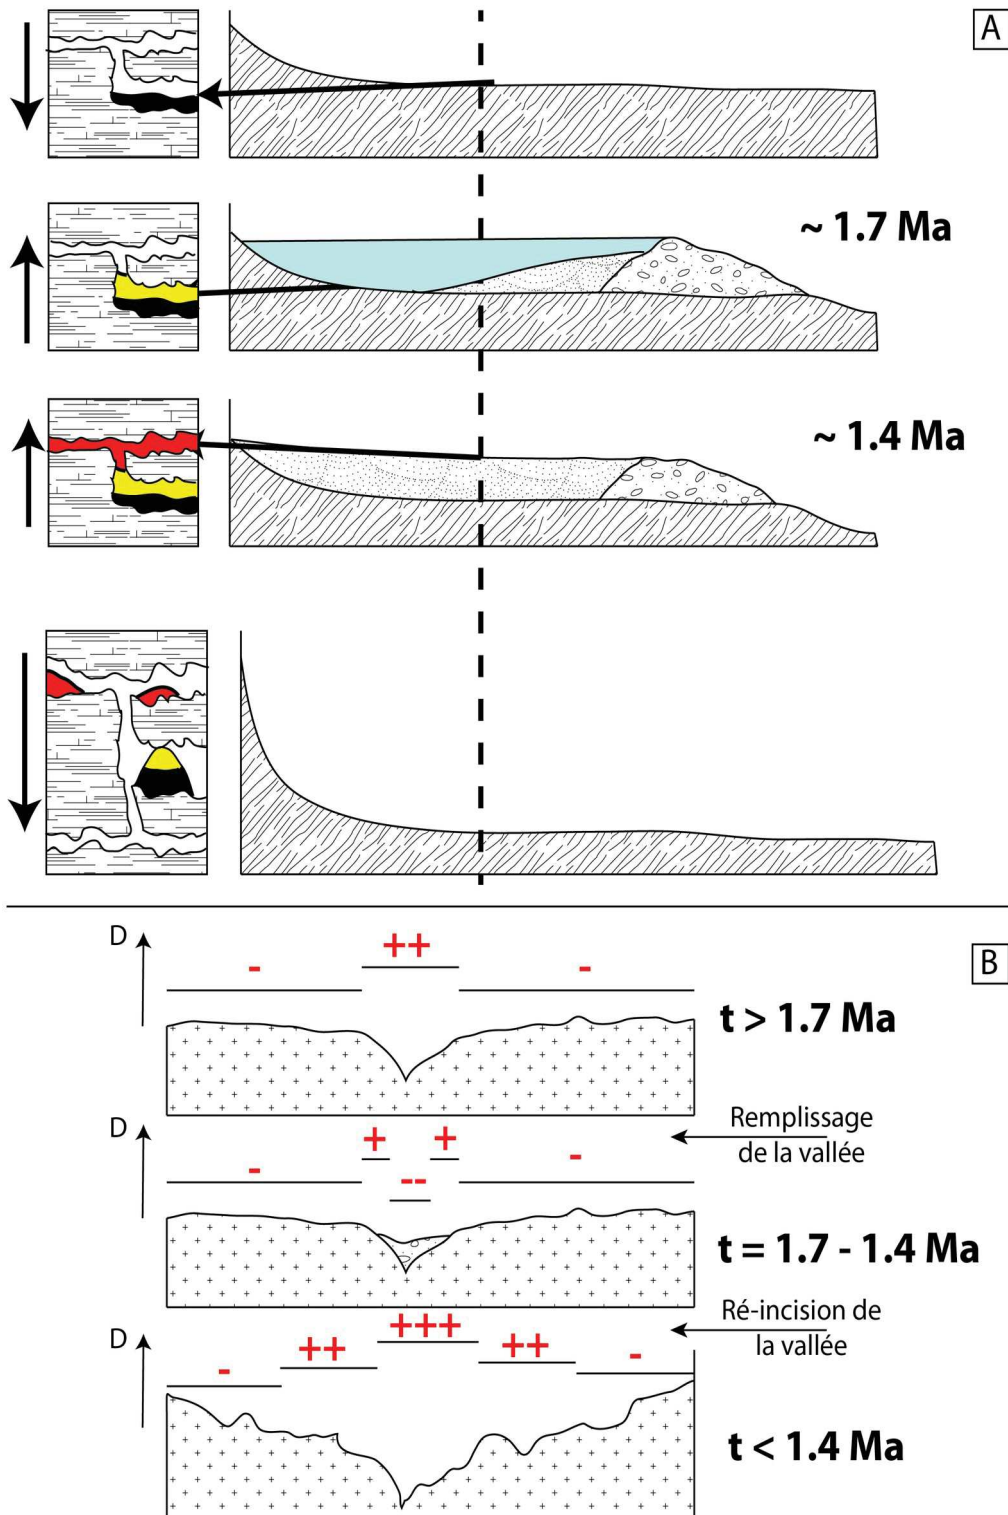 A
~ 1.7 Ma
~ 1.4 Ma
B
D
++
-
-
t > 1.7 Ma
Remplissage
de la vallée
D
+ +
-
--
-
t = 1.7 - 1.4 Ma
Ré-incision de
la vallée
D
+++
++
++
-
-
t < 1.4 Ma